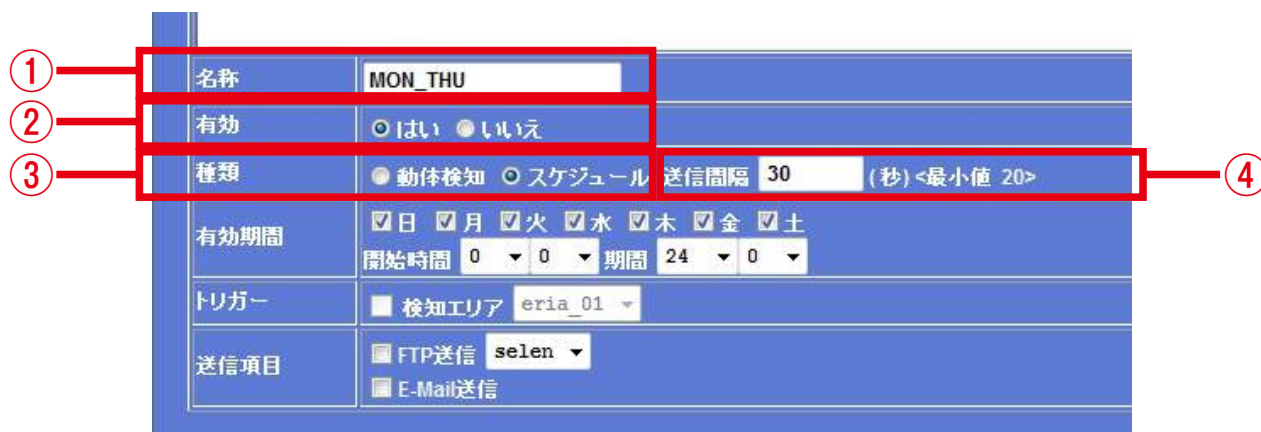 ① 名称 MON_THU
② 有効 はい いいえ
③ 種類 動体検知 スケジュール 送信間隔 30 (秒)<最小値 20> ④
有効期間 日 月 火 水 木 金 土
開始時間 0 0 期間 24 0
トリガー 検知エリア eria_01
送信項目 FTP送信 selen
E-Mail送信